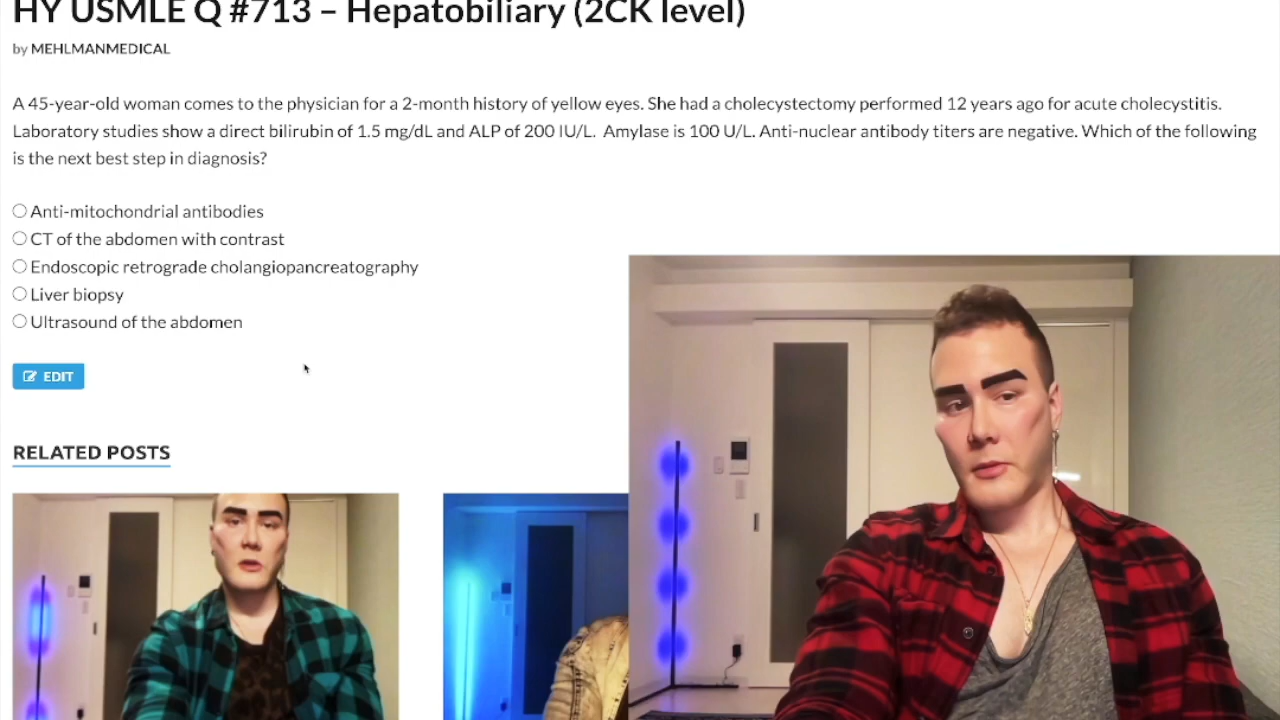 HY USMLE Q #713 – Hepatobiliary (2CK level)
by MEHLMANMEDICAL
A 45-year-old woman comes to the physician for a 2-month history of yellow eyes. She had a cholecystectomy performed 12 years ago for acute cholecystitis.
Laboratory studies show a direct bilirubin of 1.5 mg/dL and ALP of 200 IU/L.  Amylase is 100 U/L. Anti-nuclear antibody titers are negative. Which of the following
is the next best step in diagnosis?
Anti-mitochondrial antibodies
CT of the abdomen with contrast
Endoscopic retrograde cholangiopancreatography
Liver biopsy
Ultrasound of the abdomen
EDIT
RELATED POSTS